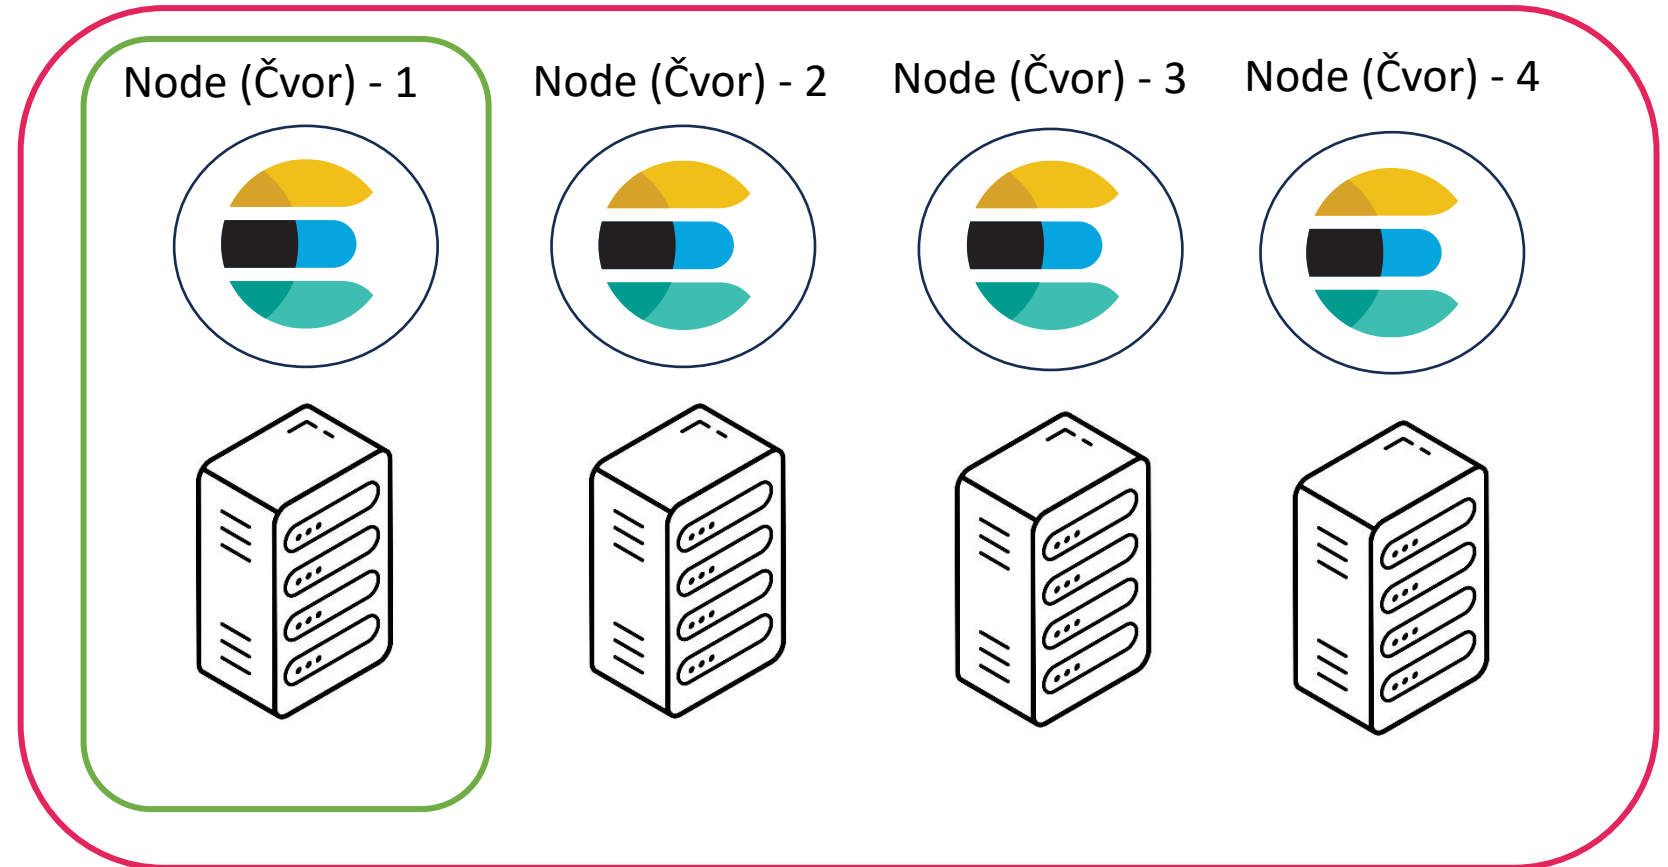 Node (Čvor) - 1
Node (Čvor) - 2
Node (Čvor) - 3
Node (Čvor) - 4